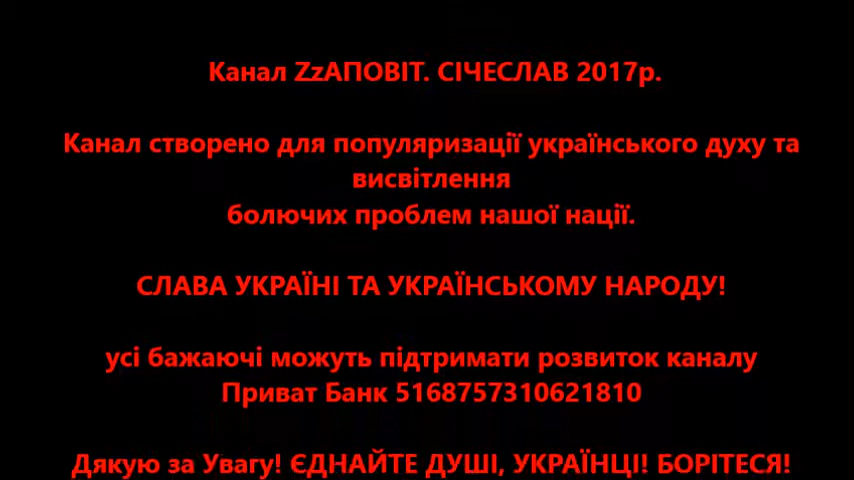 Канал ZzАПОВІТ. СІЧЕСЛАВ 2017р.
Канал створено для популяризації українського духу та
висвітлення
болючих проблем нашої нації.
СЛАВА УКРАЇНІ ТА УКРАЇНСЬКОМУ НАРОДУ!
усі бажаючі можуть підтримати розвиток каналу
Приват Банк 5168757310621810
Дякую за Увагу! ЄДНАЙТЕ ДУШІ, УКРАЇНЦІ! БОРІТЕСЯ!